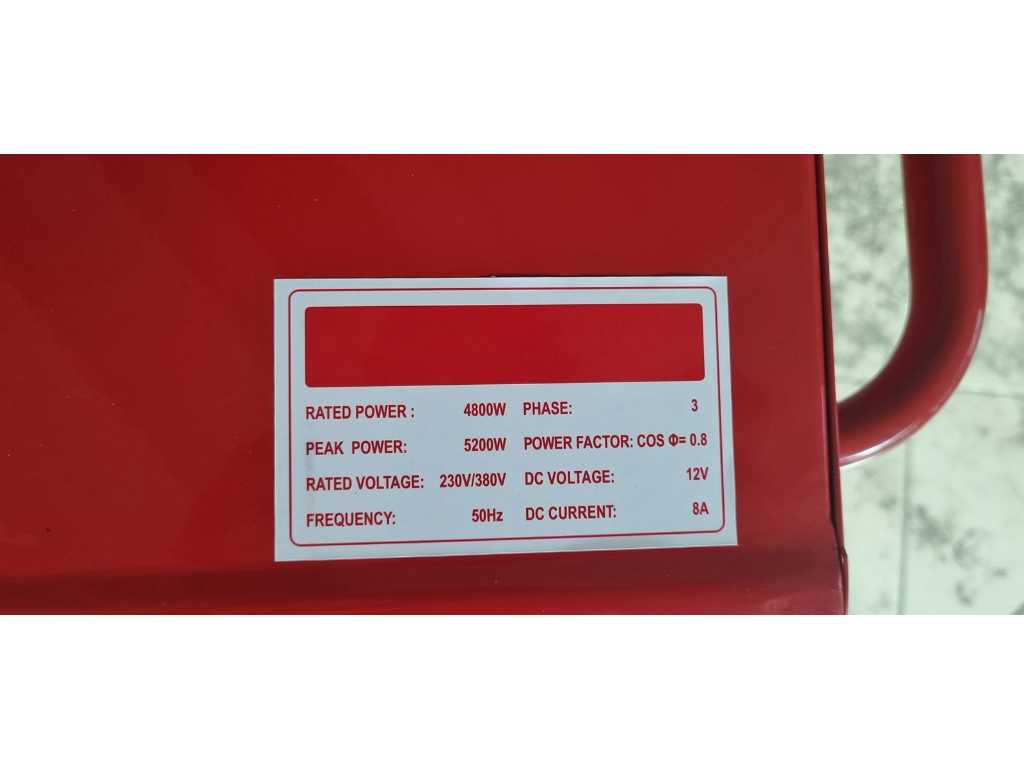 RATED POWER : 4800W PHASE: 3
PEAK POWER: 5200W POWER FACTOR: COS Φ= 0.8
RATED VOLTAGE: 230V/380V DC VOLTAGE: 12V
FREQUENCY: 50Hz DC CURRENT: 8A